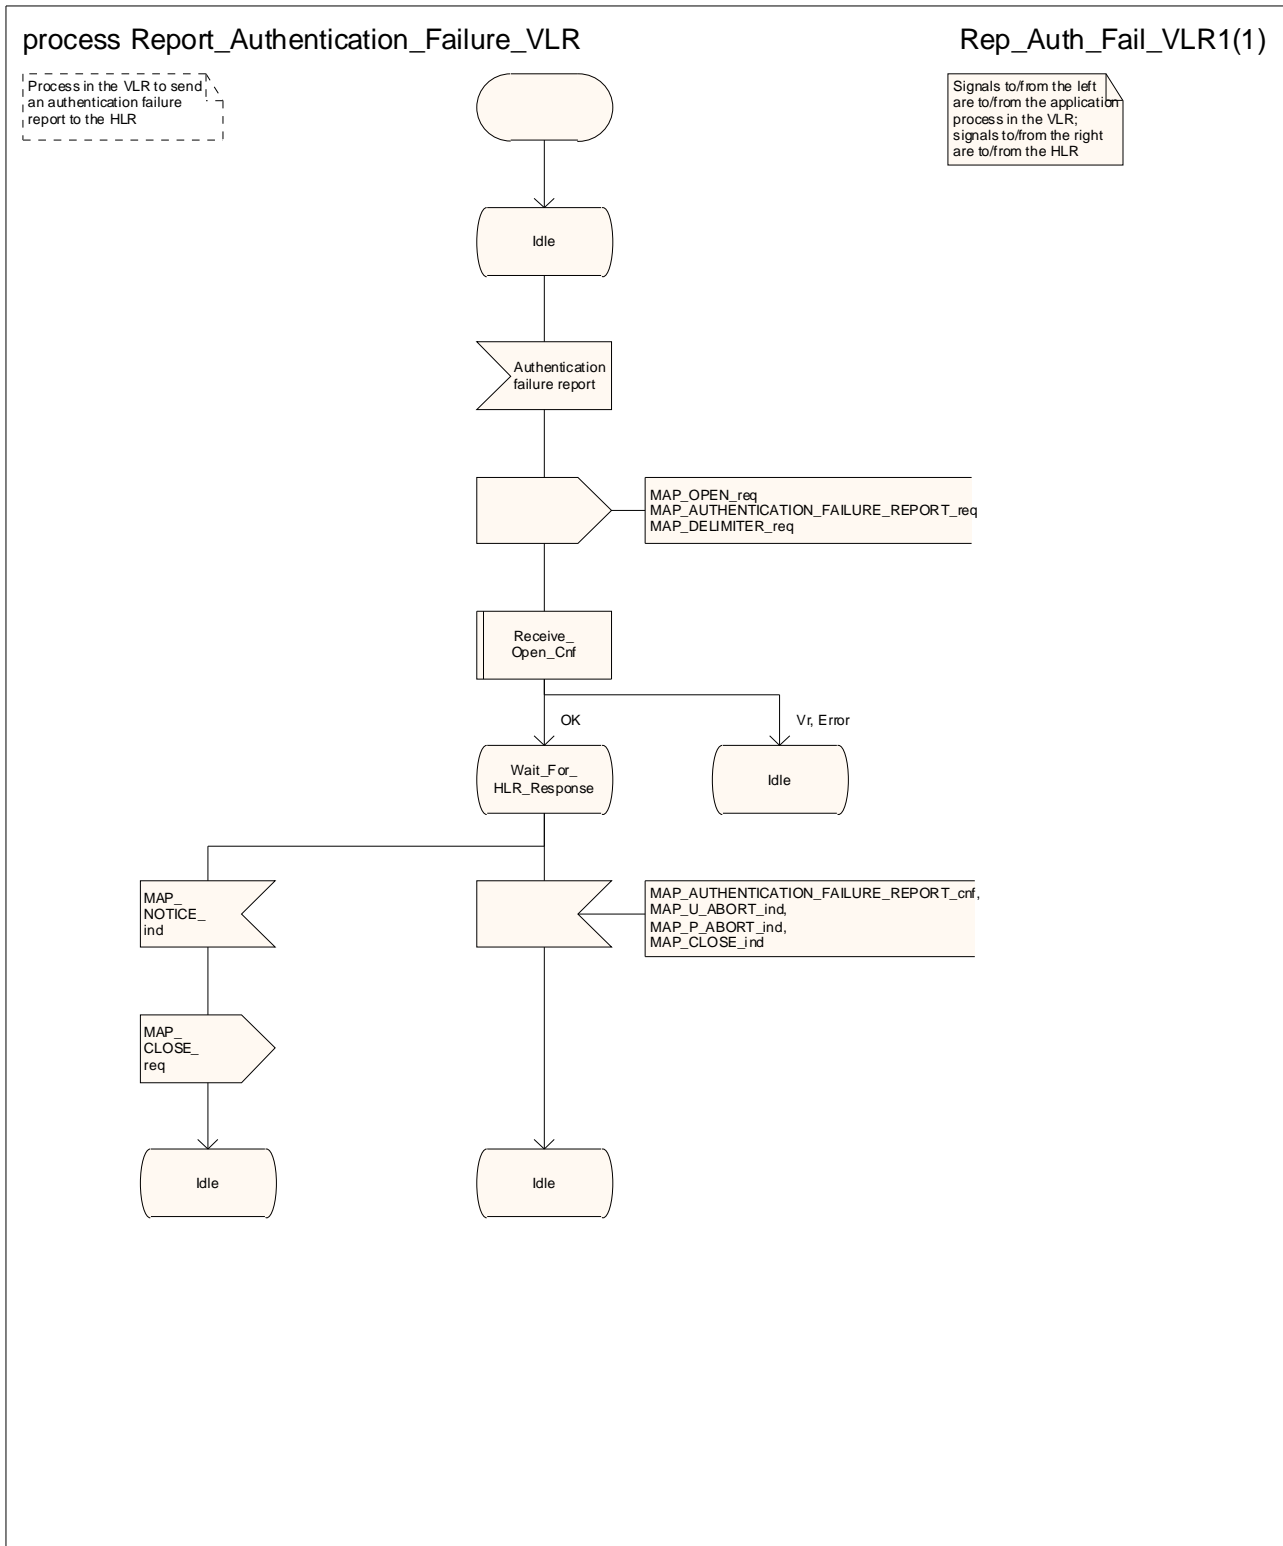 process Report_Authentication_Failure_VLR
Rep_Auth_Fail_VLR1(1)
Process in the VLR to send
an authentication failure
report to the HLR
Signals to/from the left
are to/from the application
process in the VLR;
signals to/from the right
are to/from the HLR
Idle
Authentication
failure report
MAP_OPEN_req
MAP_AUTHENTICATION_FAILURE_REPORT_req
MAP_DELIMITER_req
Receive_
Open_Cnf
OK
Vr, Error
Wait_For_
HLR_Response
Idle
MAP_
NOTICE_
ind
MAP_AUTHENTICATION_FAILURE_REPORT_cnf,
MAP_U_ABORT_ind,
MAP_P_ABORT_ind,
MAP_CLOSE_ind
MAP_
CLOSE_
req
Idle
Idle